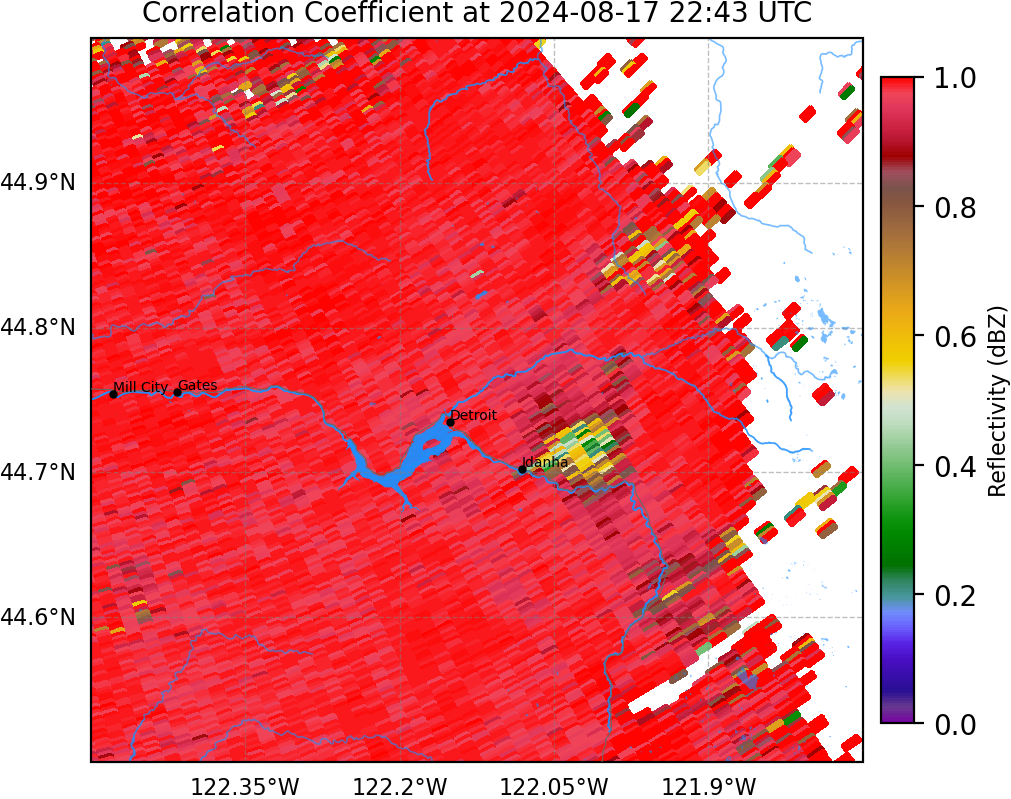 Correlation Coefficient at 2024-08-17 22:43 UTC
1.0
44.9°N
0.8
44.8°N
0.6
Reflectivity (dBZ)
Mill City
Gates
Detroit
Idanha
44.7°N
0.4
44.6°N
0.2
0.0
122.35°W
122.2°W
122.05°W
121.9°W